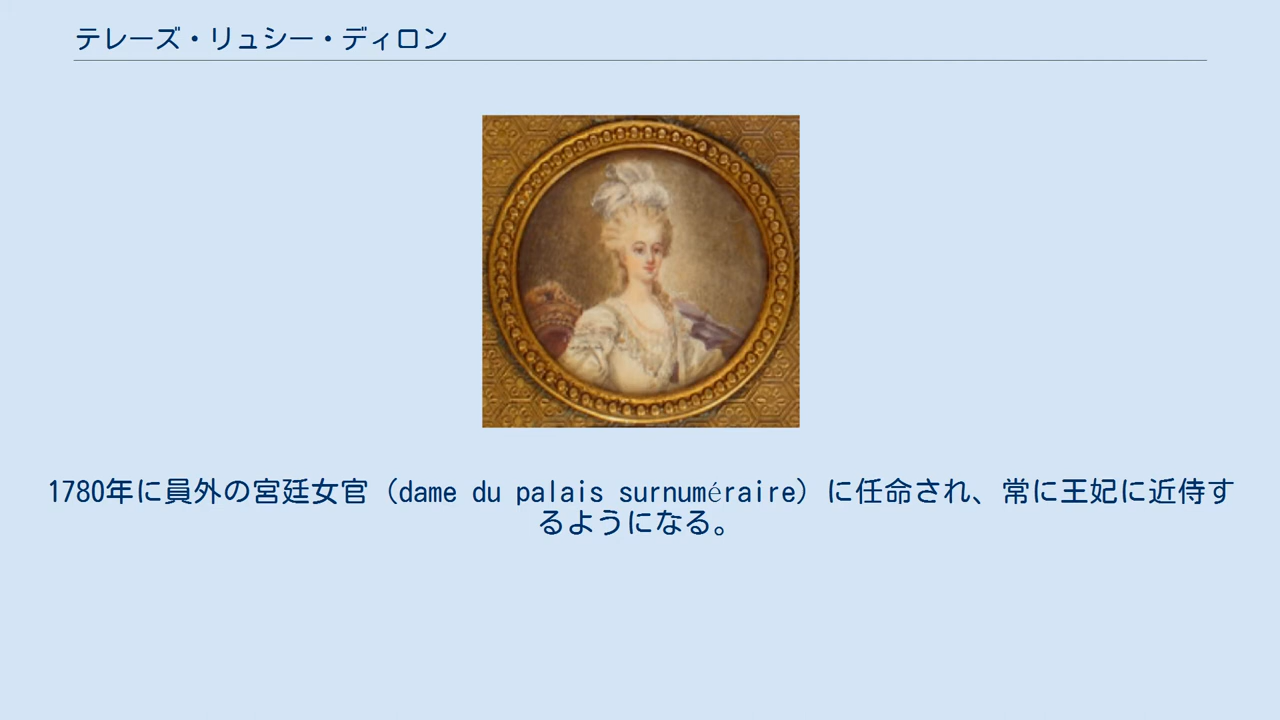 テレーズ・リュシー・ディロン
1780年に員外の宮廷女官（dame du palais surnuméraire）に任命され、常に王妃に近侍す
るようになる。